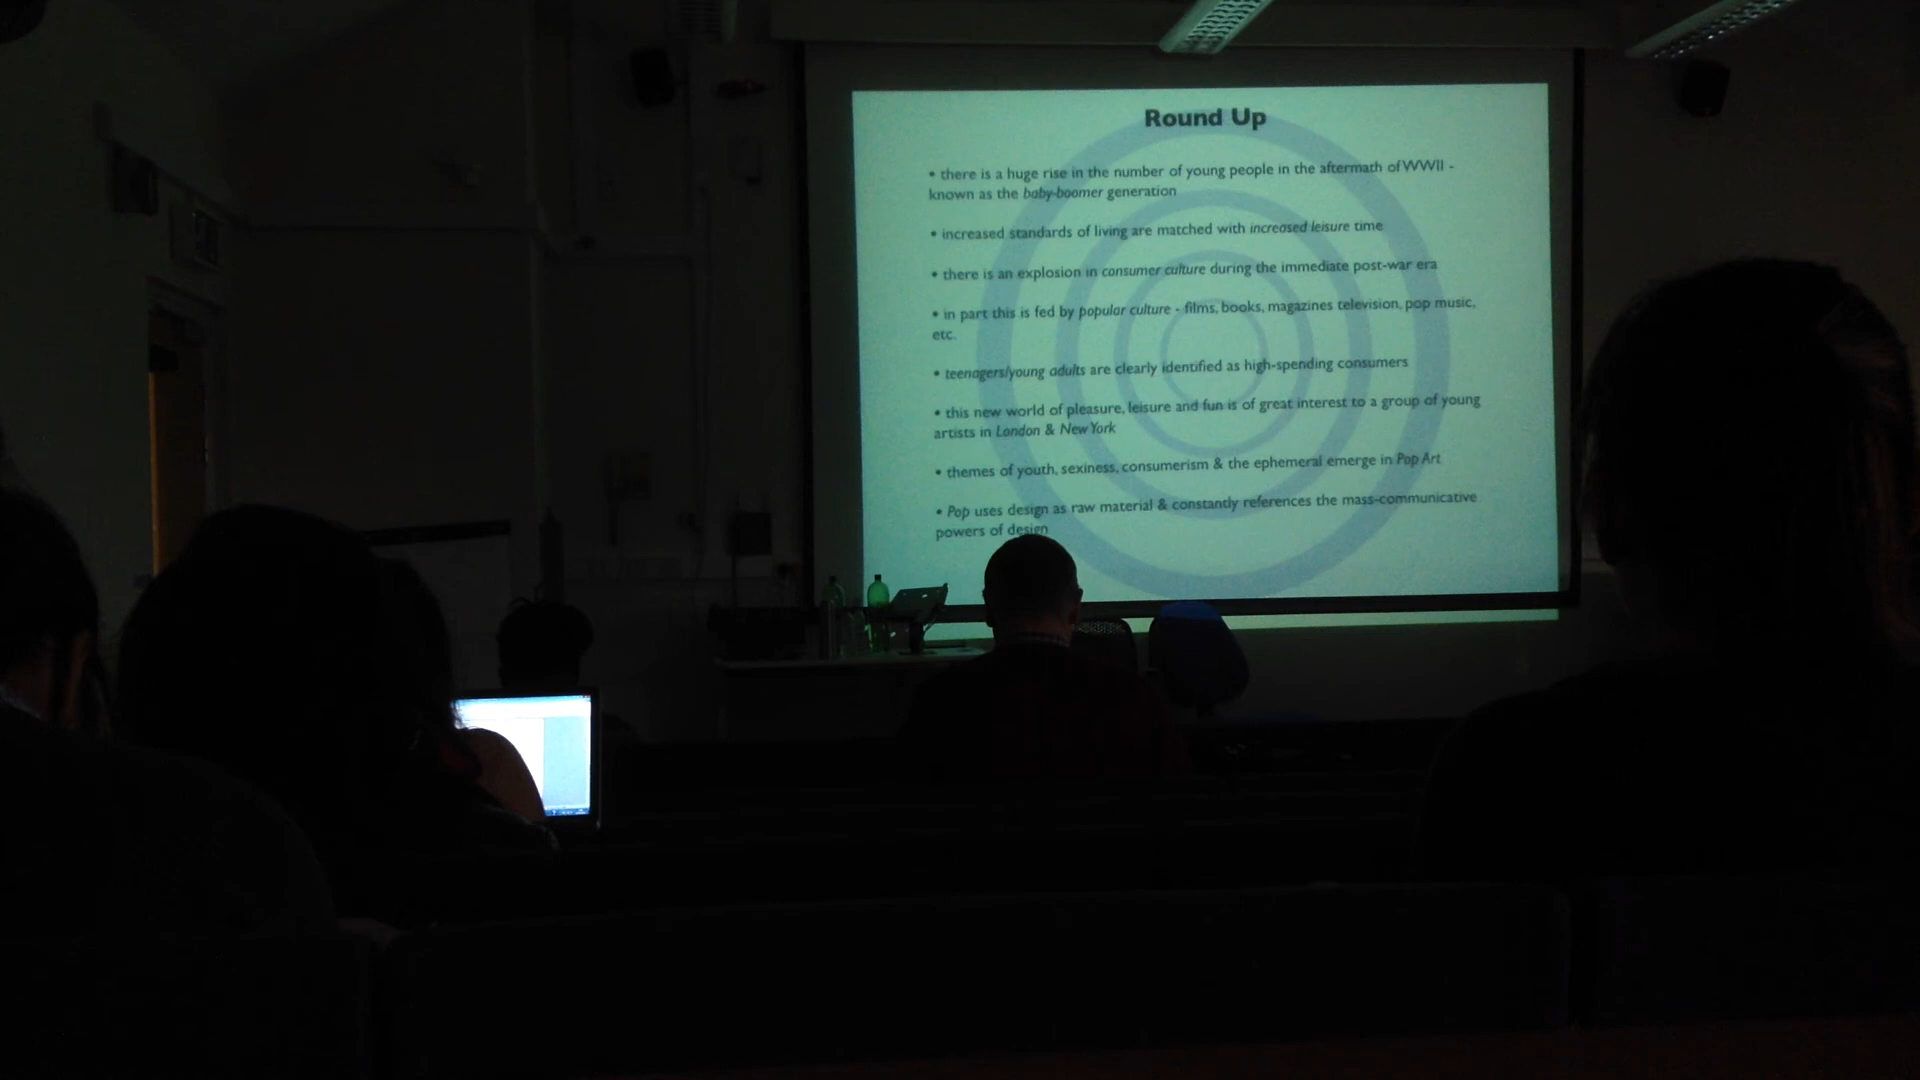 Round Up
• there is a huge rise in the number of young people in the aftermath of WWII -
known as the baby-boomer generation
• increased standards of living are matched with increased leisure time
• there is an explosion in consumer culture during the immediate post-war era
• in part this is fed by popular culture - films, books, magazines television, pop music,
etc.
• teenagers/young adults are clearly identified as high-spending consumers
• this new world of pleasure, leisure and fun is of great interest to a group of young
artists in London & New York
• themes of youth, sexiness, consumerism & the ephemeral emerge in Pop Art
• Pop uses design as raw material & constantly references the mass-communicative
powers of design